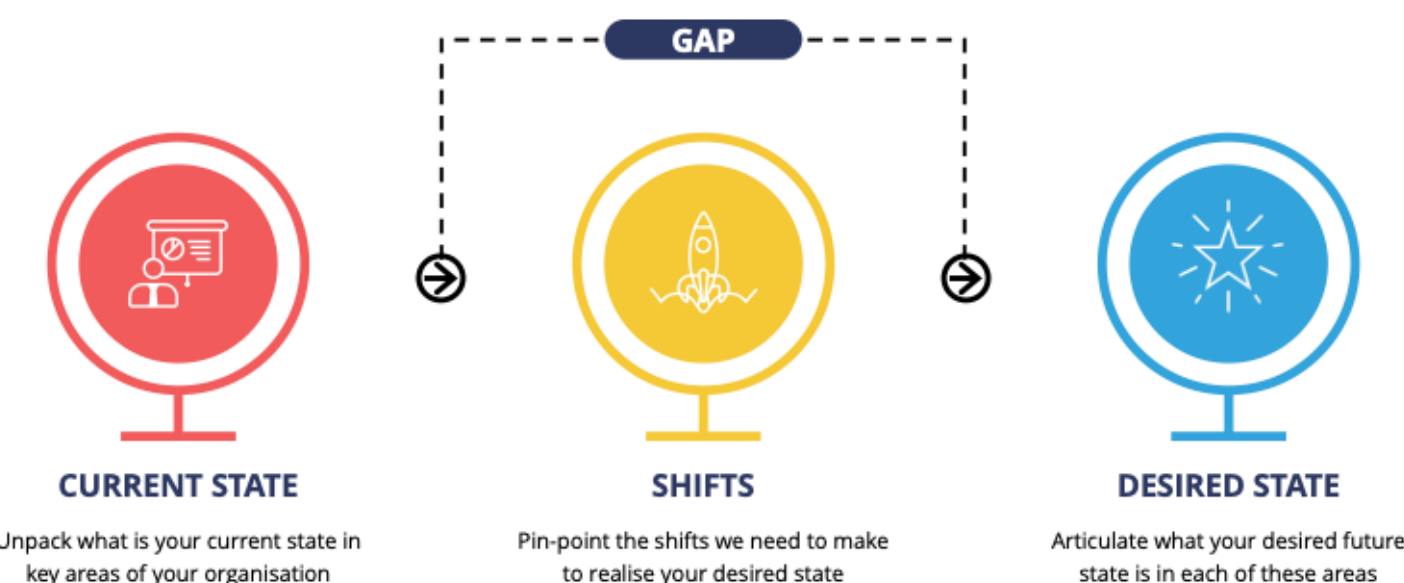 GAP
CURRENT STATE
Unpack what is your current state in
key areas of your organisation
SHIFTS
Pin-point the shifts we need to make
to realise your desired state
DESIRED STATE
Articulate what your desired future
state is in each of these areas